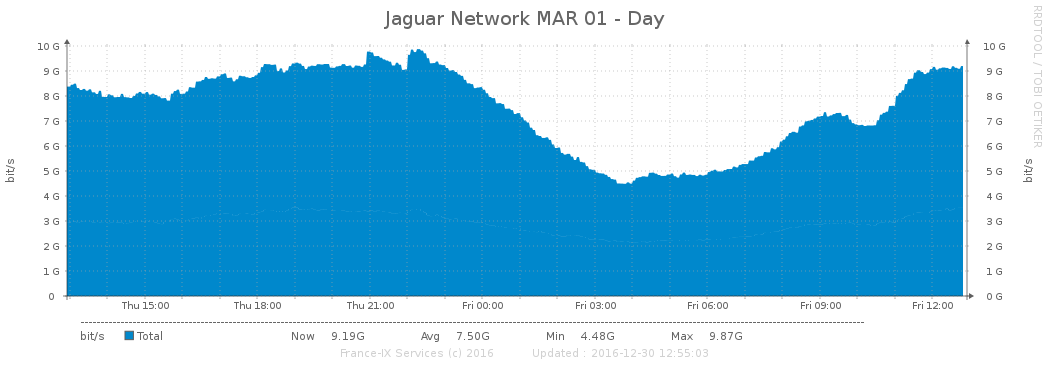 Jaguar Network MAR 01 - Day
RRDTOOL / TOBI OETIKER
bit/s
bit/s
10 G 10 G
9 G 9 G
8 G 8 G
7 G 7 G
6 G 6 G
5 G 5 G
4 G 4 G
3 G 3 G
2 G 2 G
1 G 1 G
0 0 G
Thu 15:00 Thu 18:00 Thu 21:00 Fri 00:00 Fri 03:00 Fri 06:00 Fri 09:00 Fri 12:00
bit/s Total Now 9.19G Avg 7.50G Min 4.48G Max 9.87G
France-IX Services (c) 2016 Updated : 2016-12-30 12:55:03